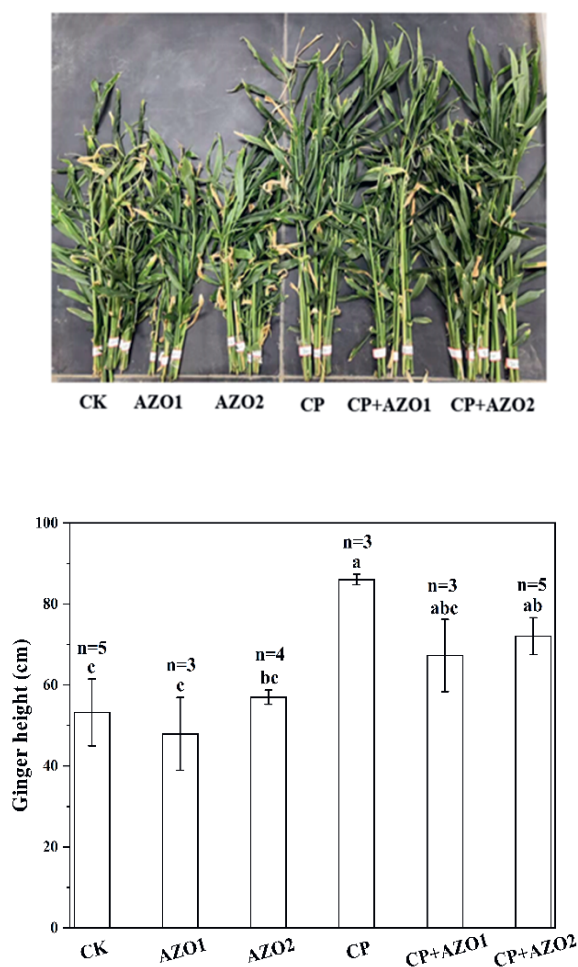 CK AZO1 AZO2 CP CP+AZO1 CP+AZO2
100
80
60
40
20
0
Ginger height (cm)
n=5
c
n=3
c
n=4
bc
n=3
a
n=3
abc
n=5
ab
CK AZO1 AZO2 CP CP+AZO1 CP+AZO2